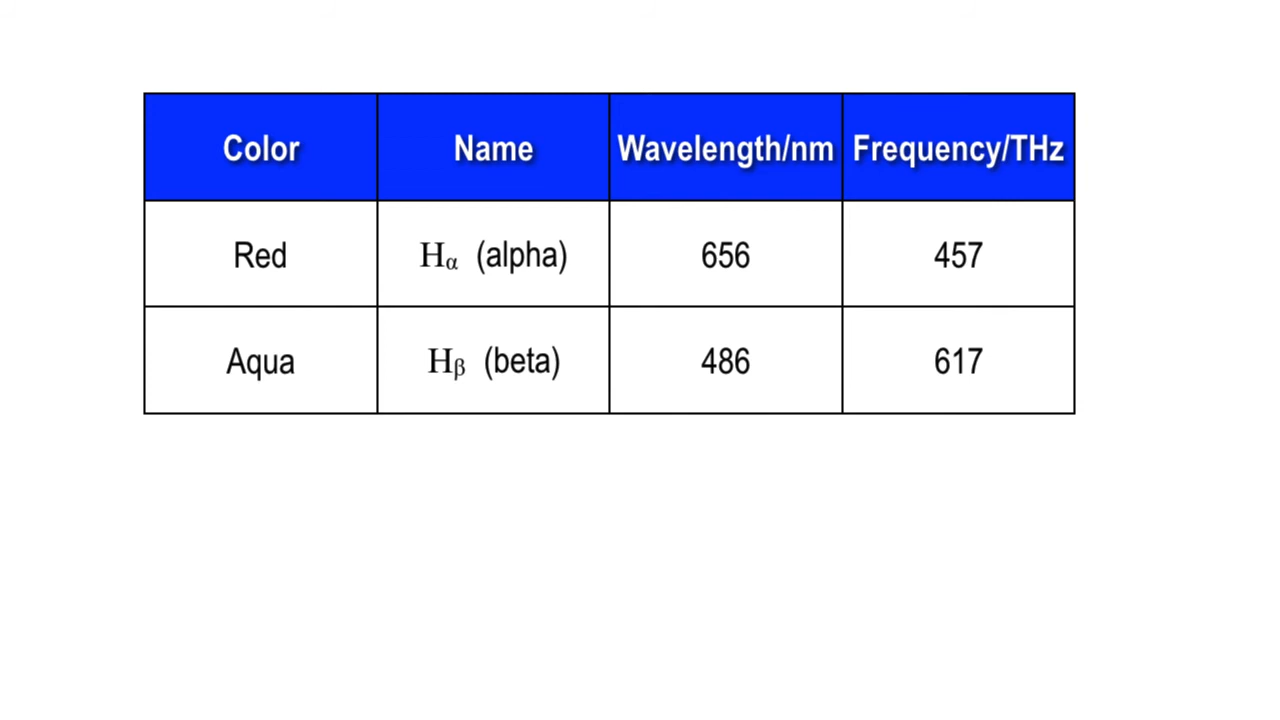 Color Name Wavelength/nm Frequency/THz
Red Hα (alpha) 656 457
Aqua Hβ (beta) 486 617